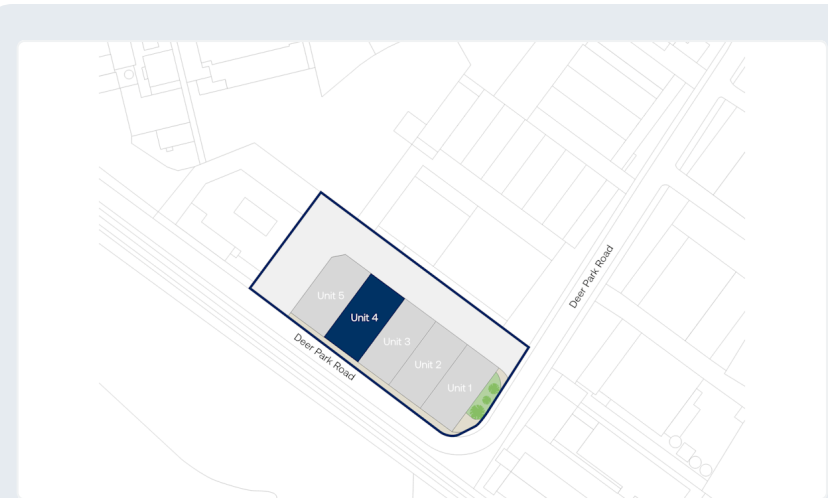 Deer Park Road
Unit 5
Unit 4
Unit 3
Unit 2
Unit 1
Deer Park Road